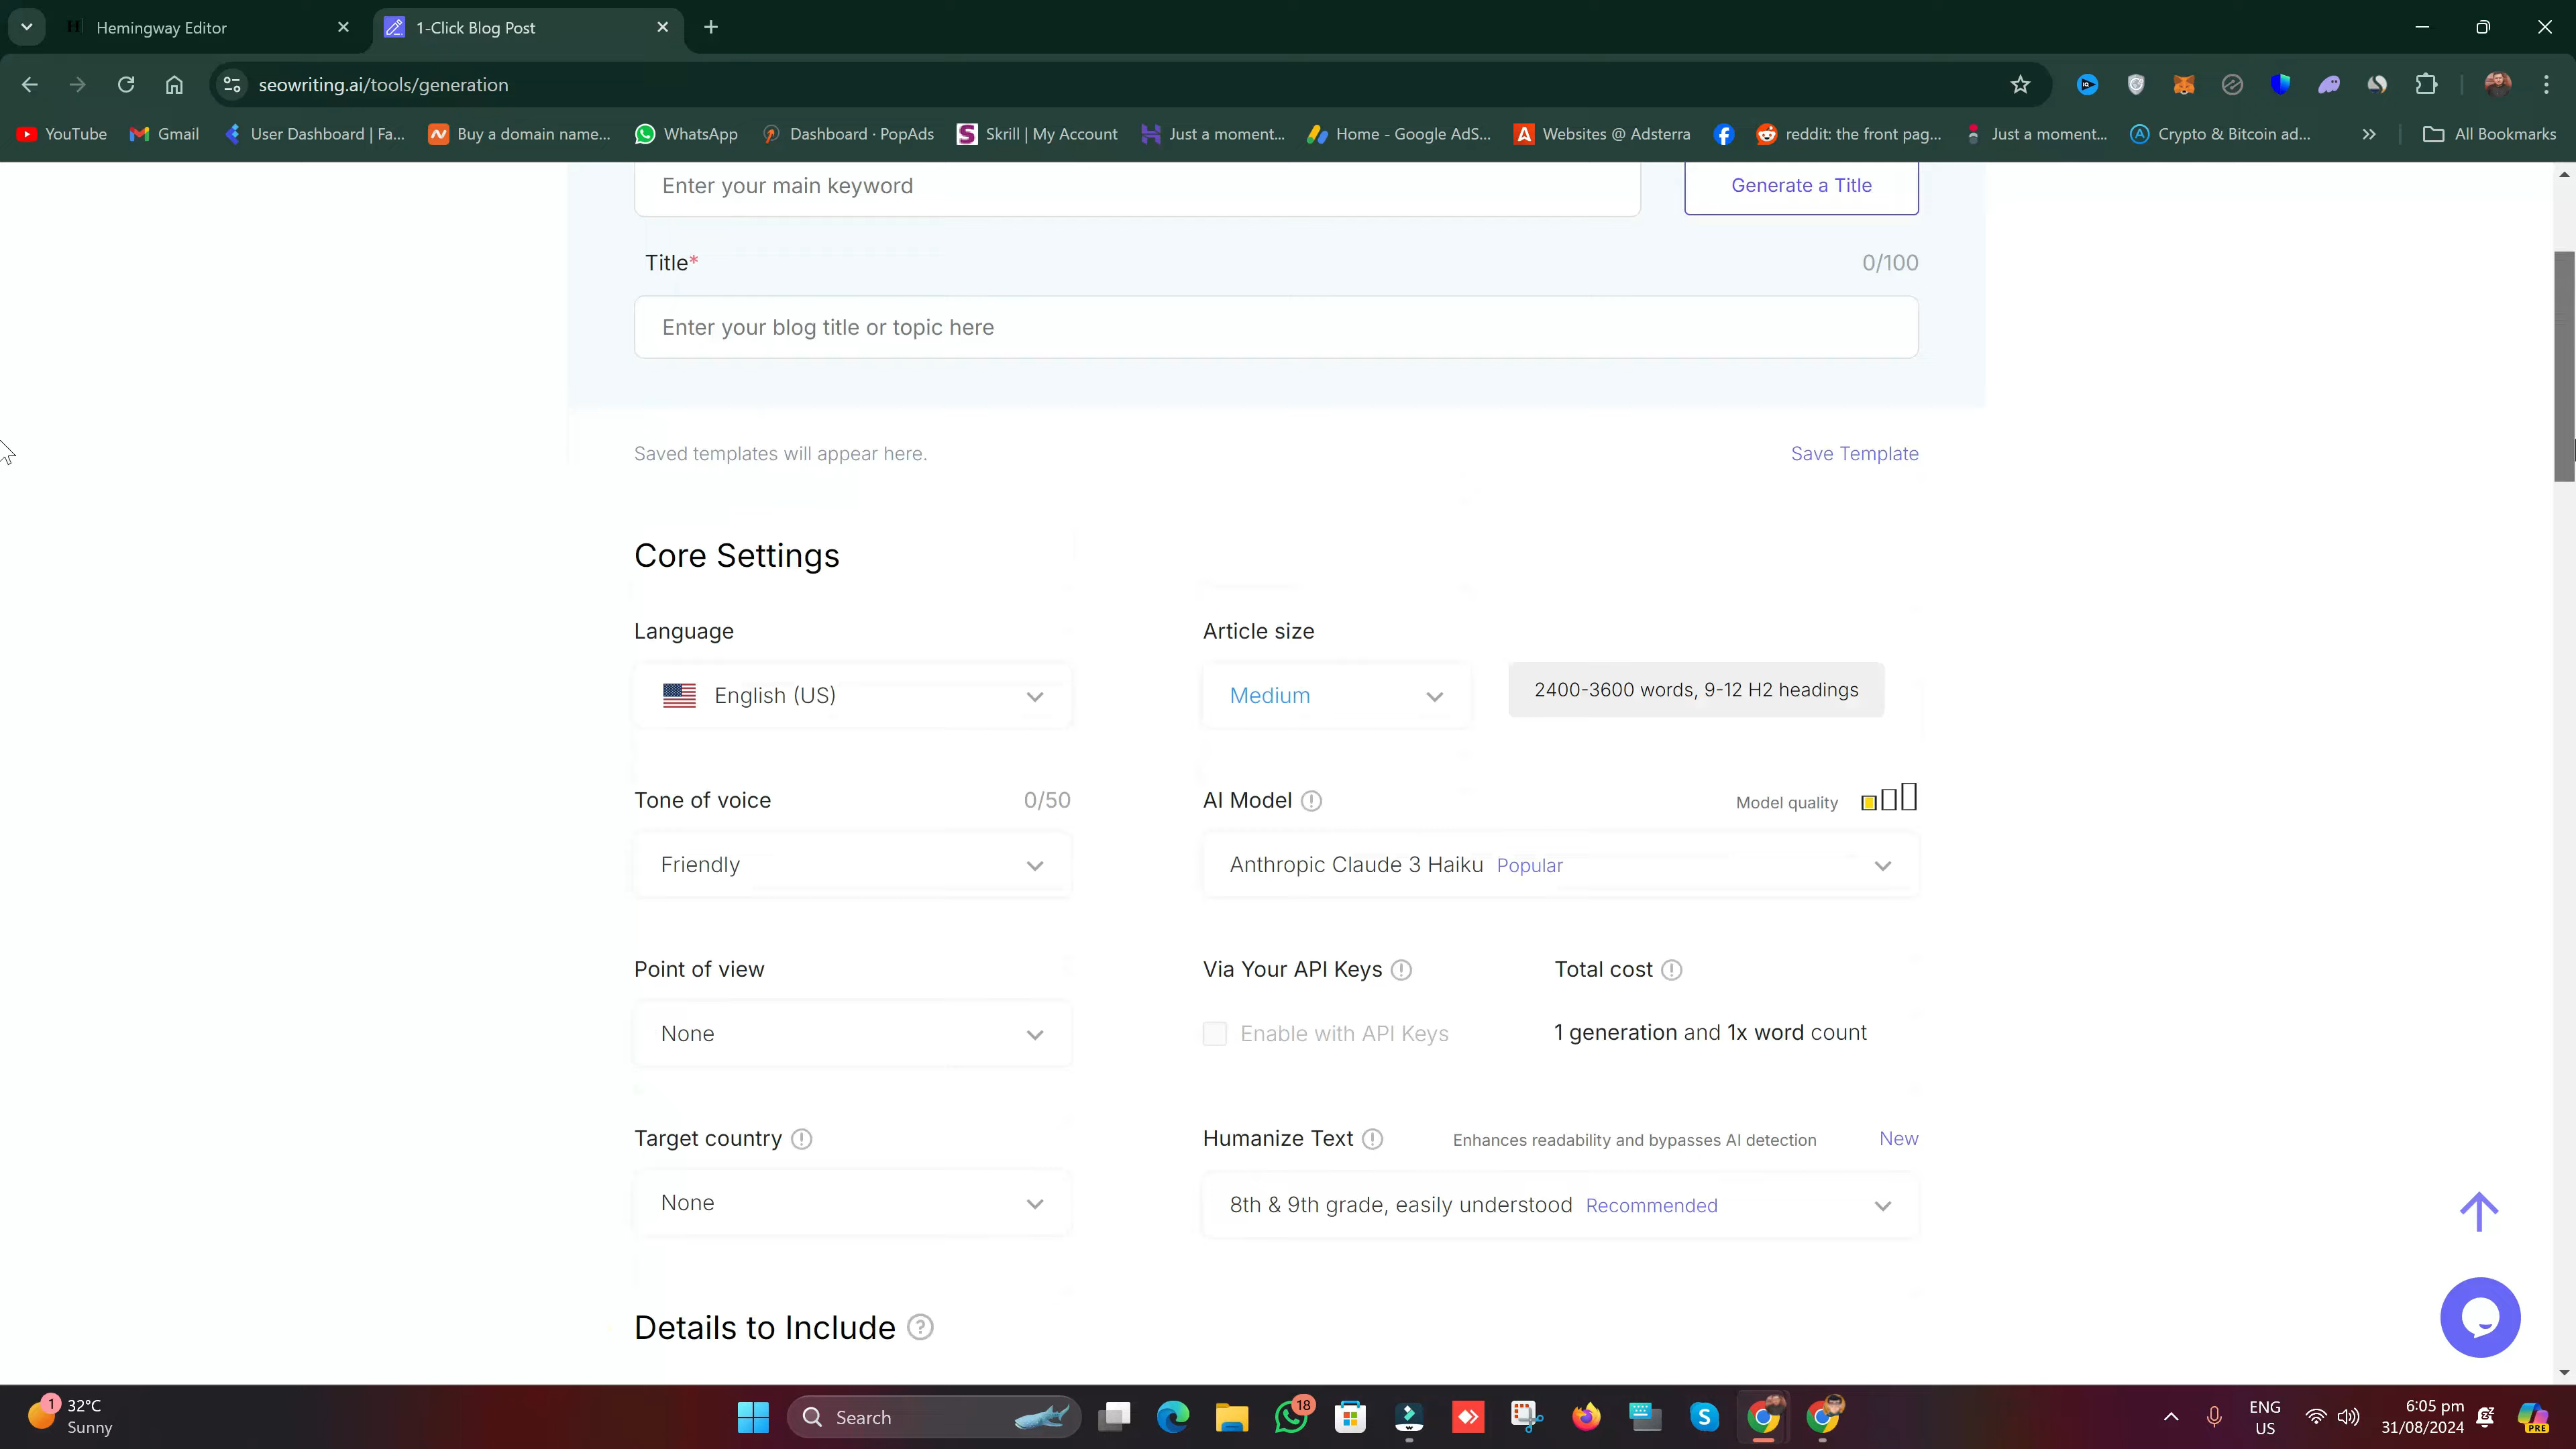 Hemingway Editor
1-Click Blog Post
seowriting.ai/tools/generation
YouTube
Gmail
User Dashboard | Fa...
Buy a domain name...
WhatsApp
Dashboard · PopAds
Skrill | My Account
Just a moment...
Home - Google AdS...
Websites @ Adsterra
reddit: the front pag...
Just a moment...
Crypto & Bitcoin ad...
All Bookmarks
Enter your main keyword
Generate a Title
Title*
0/100
Enter your blog title or topic here
Saved templates will appear here.
Save Template
Core Settings
Language
Article size
English (US)
Medium
2400-3600 words, 9-12 H2 headings
Tone of voice
0/50
AI Model
Model quality
Friendly
Anthropic Claude 3 Haiku Popular
Point of view
Via Your API Keys
Total cost
None
Enable with API Keys
1 generation and 1x word count
Target country
Humanize Text
Enhances readability and bypasses AI detection
New
None
8th & 9th grade, easily understood Recommended
Details to Include
1
32°C
Sunny
Search
18
ENG
US
6:05 pm
31/08/2024
PRE